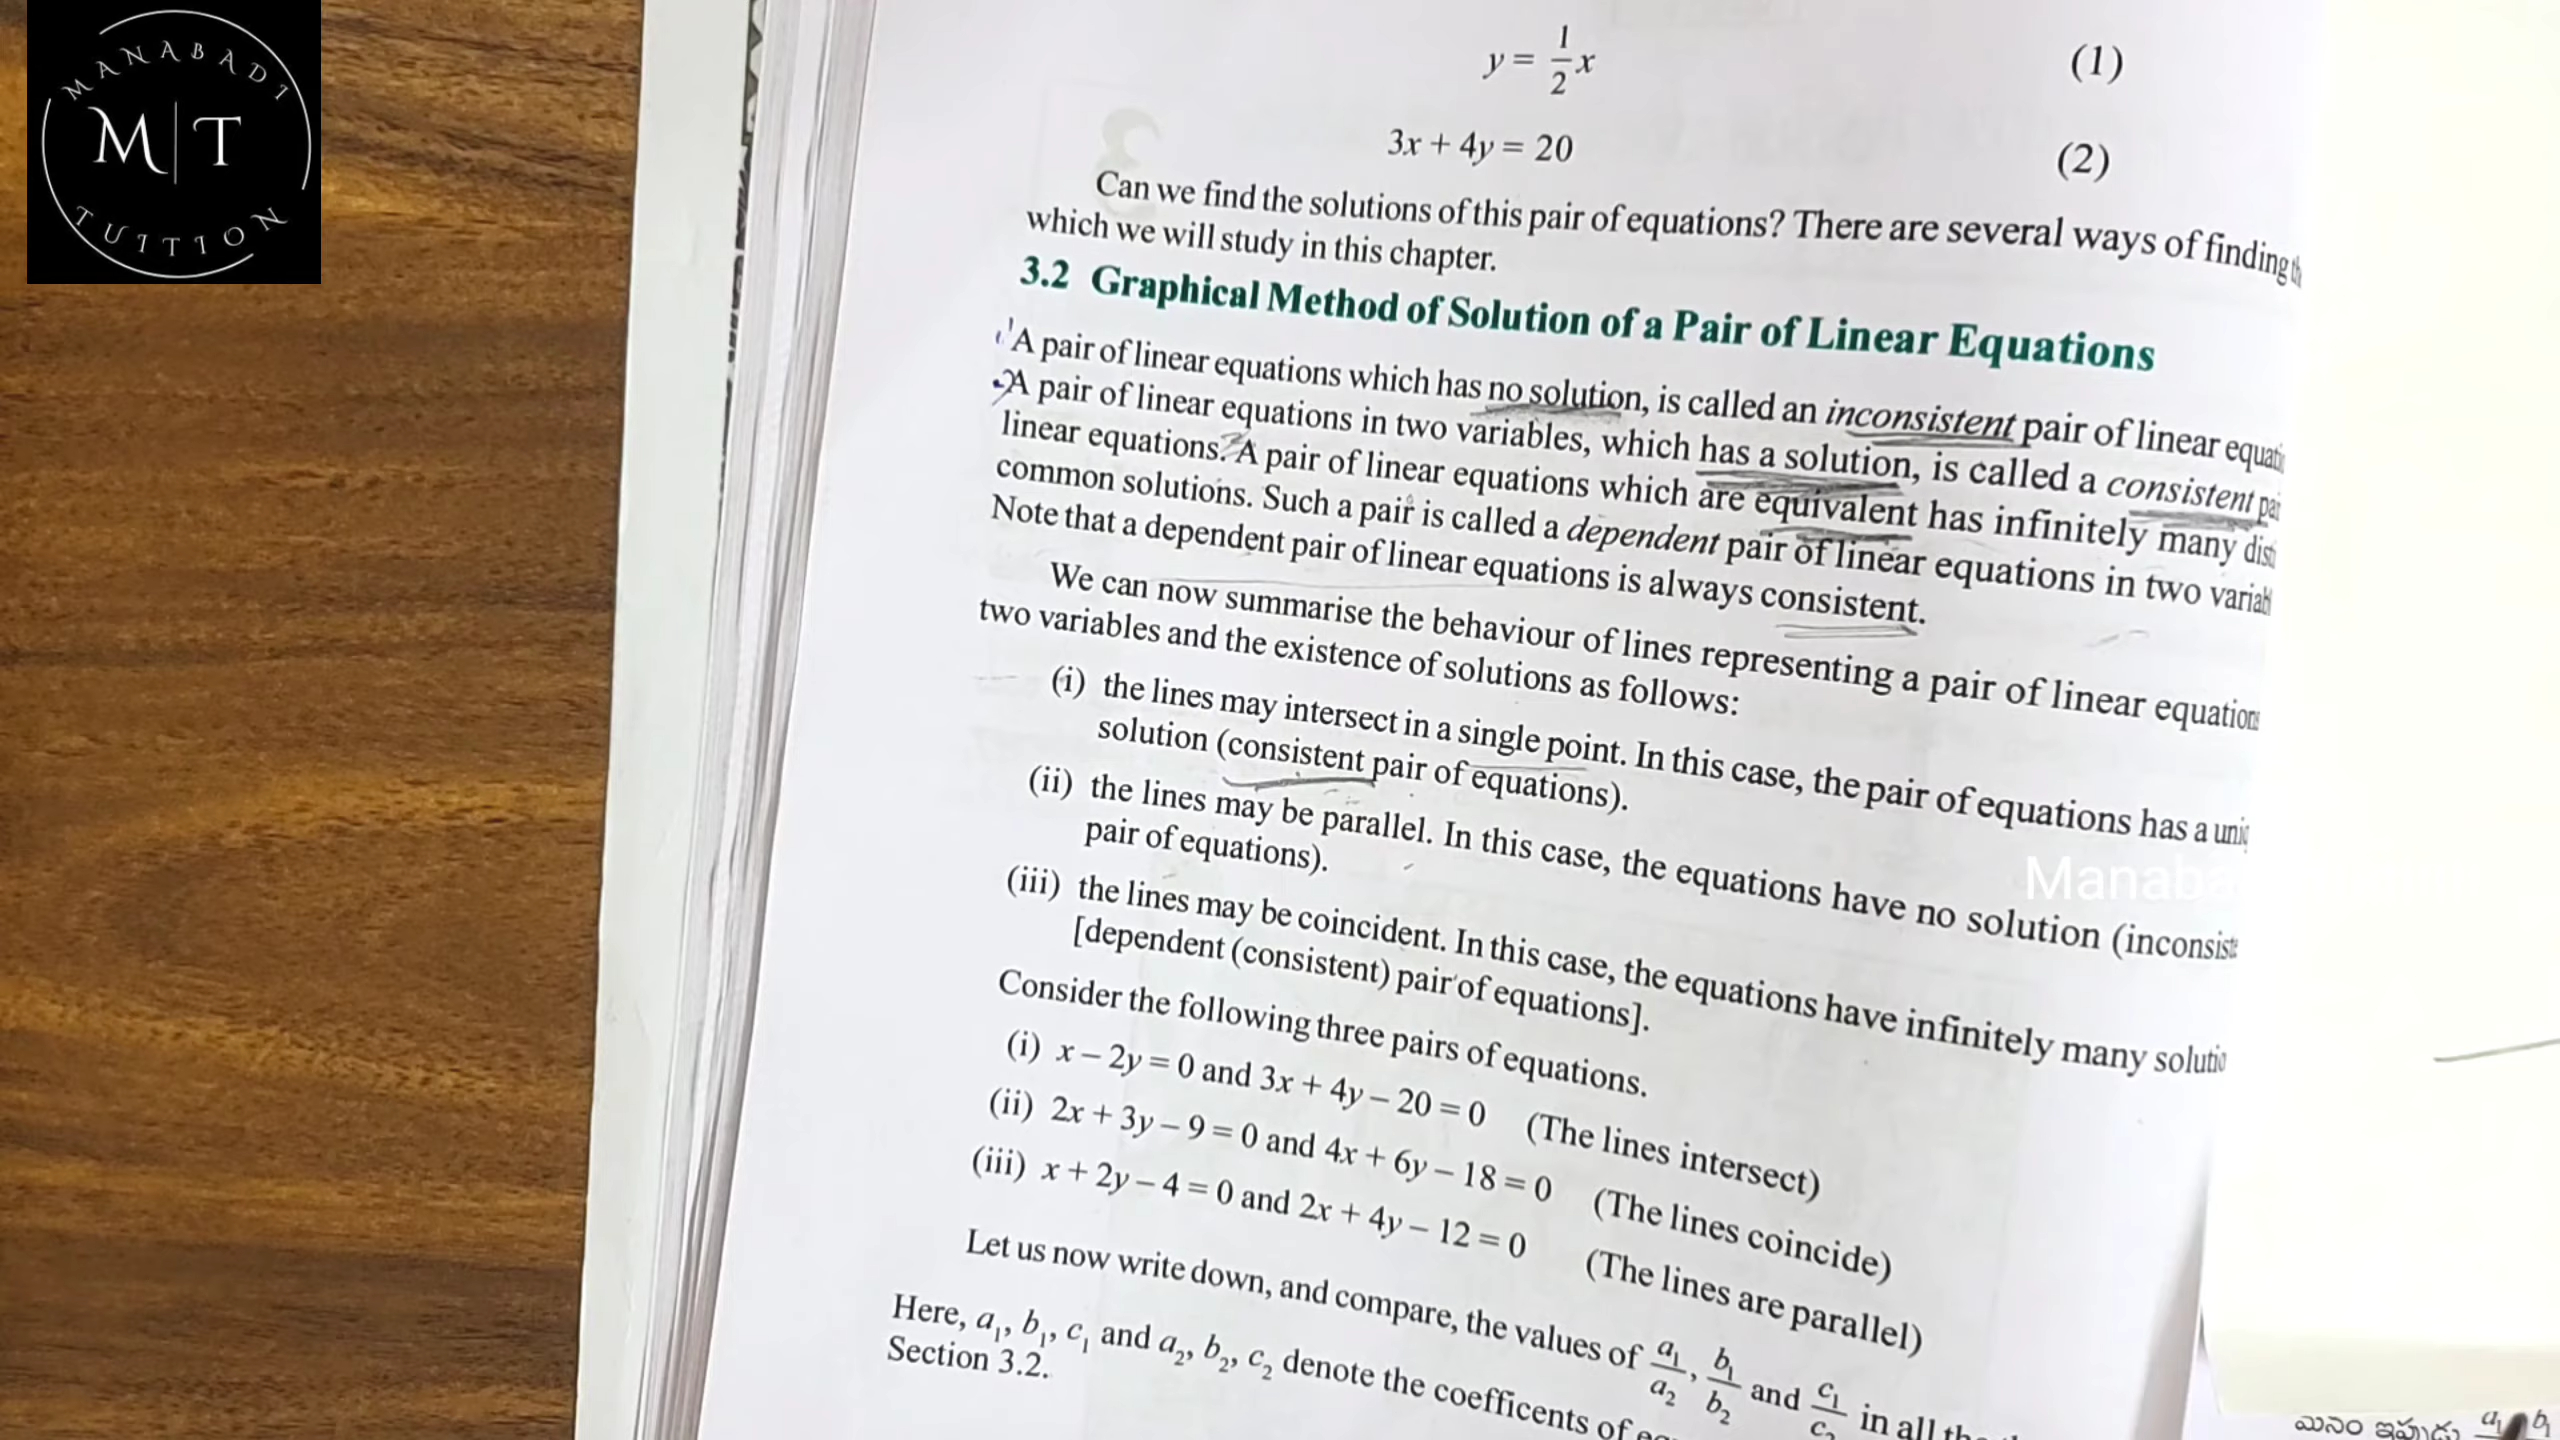 MANABADI
M|T
TUITION
y = 1/2 x (1)
3x + 4y = 20 (2)
Can we find the solutions of this pair of equations? There are several ways of finding
which we will study in this chapter.
3.2 Graphical Method of Solution of a Pair of Linear Equations
A pair of linear equations which has no solution, is called an inconsistent pair of linear
A pair of linear equations in two variables, which has a solution, is called a consistent
linear equations. A pair of linear equations which are equivalent has infinitely many
common solutions. Such a pair is called a dependent pair of linear equations in two
Note that a dependent pair of linear equations is always consistent.
We can now summarise the behaviour of lines representing a pair of linear equations
two variables and the existence of solutions as follows:
(i) the lines may intersect in a single point. In this case, the pair of equations has a
solution (consistent pair of equations).
(ii) the lines may be parallel. In this case, the equations have no solution
pair of equations).
(iii) the lines may be coincident. In this case, the equations have infinitely many
[dependent (consistent) pair of equations].
Consider the following three pairs of equations.
(i) x – 2y = 0 and 3x + 4y – 20 = 0 (The lines intersect)
(ii) 2x + 3y – 9 = 0 and 4x + 6y – 18 = 0 (The lines coincide)
(iii) x + 2y – 4 = 0 and 2x + 4y – 12 = 0 (The lines are parallel)
Let us now write down, and compare, the values of a₁/a₂, b₁/b₂ and c₁/c₂ in all
Here, a₁, b₁, c₁ and a₂, b₂, c₂ denote the coefficents of
Section 3.2.
మనం ఇప్పుడు